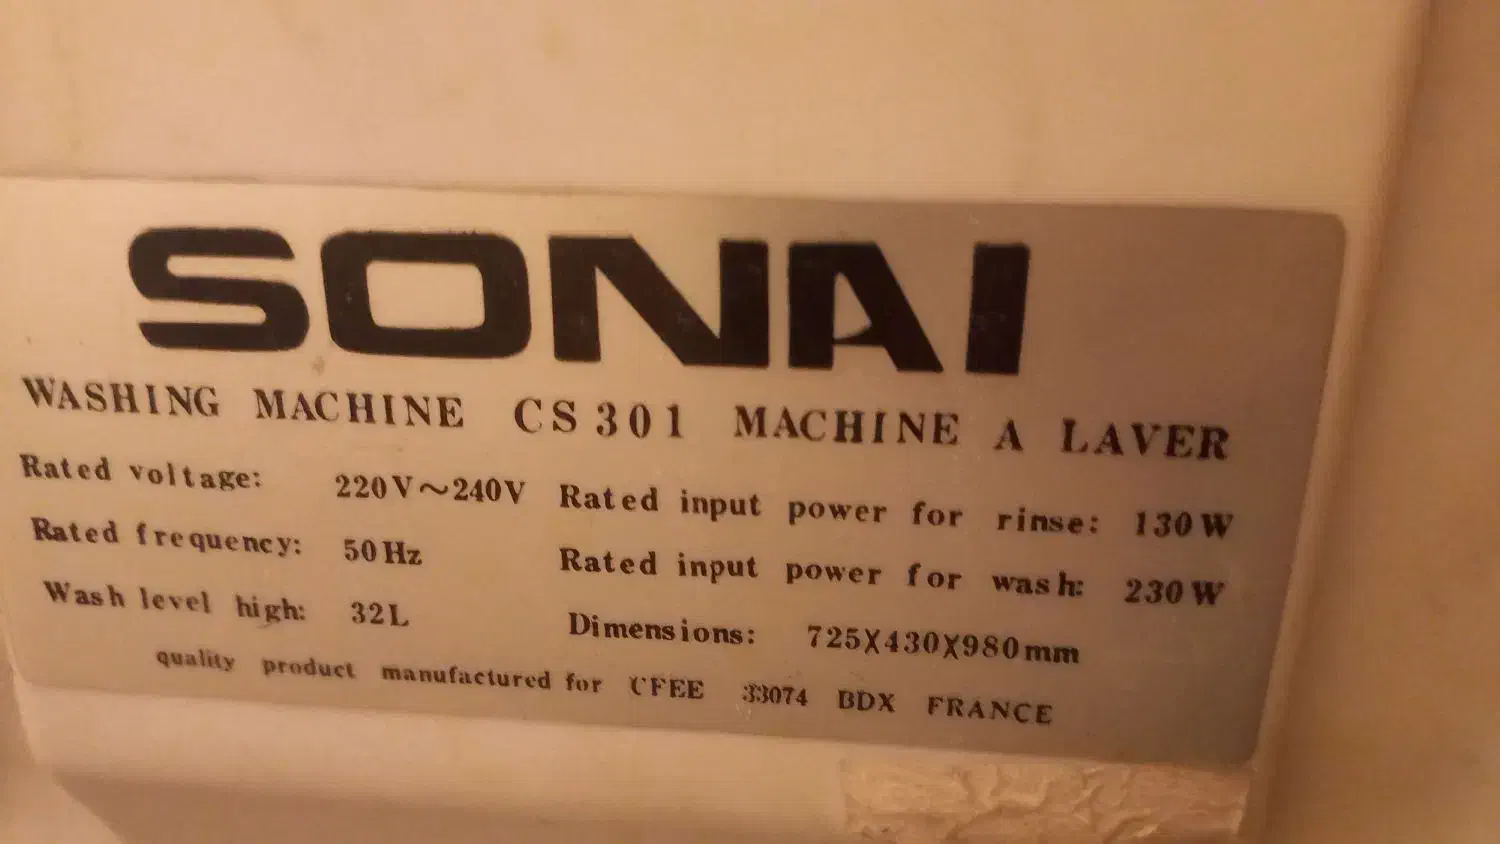 SONAI
WASHING MACHINE CS301 MACHINE A LAVER
Rated voltage: 220V~240V Rated input power for rinse: 130W
Rated frequency: 50Hz Rated input power for wash: 230W
Wash level high: 32L Dimensions: 725X430X980mm
quality product manufactured for CFEE 33074 BDX FRANCE